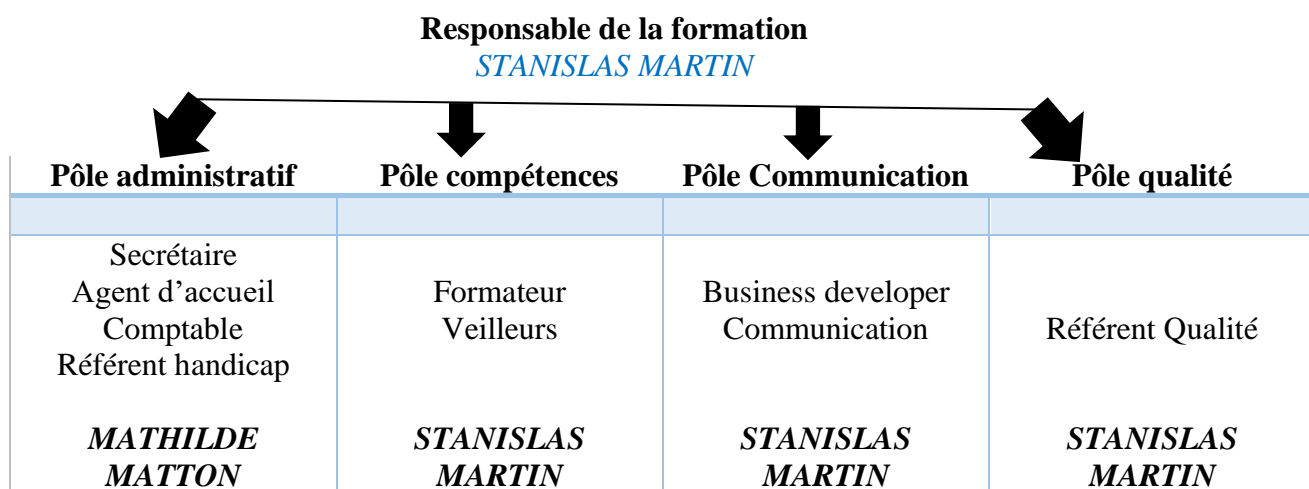 Responsable de la formation
STANISLAS MARTIN
Pôle administratif
Pôle compétences
Pôle Communication
Pôle qualité
Secrétaire
Agent d’accueil
Comptable
Référent handicap
Formateur
Veilleurs
Business developer
Communication
Référent Qualité
MATHILDE
MATTON
STANISLAS
MARTIN
STANISLAS
MARTIN
STANISLAS
MARTIN